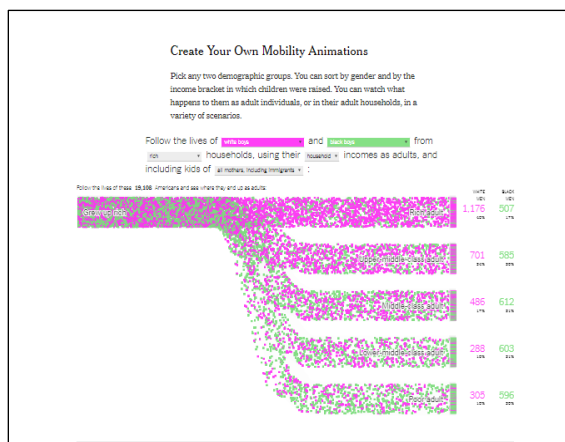 Create Your Own Mobility Animations
Pick any two demographic groups. You can sort by gender and by the
income bracket in which children were raised. You can watch what
happens to them as adult individuals, or in their adult households, in a
variety of scenarios.
Follow the lives of white boys and black boys from
rich households, using their household incomes as adults, and
including kids of all mothers, including immigrants :
Follow the lives of these Americans and see where they end up as adults:
WHITE MEN BLACK MEN
Grew up rich Rich adult 1,176 507
Upper-middle-class adult 701 585
Middle-class adult 486 612
Lower-middle-class adult 288 603
Poor adult 305 596